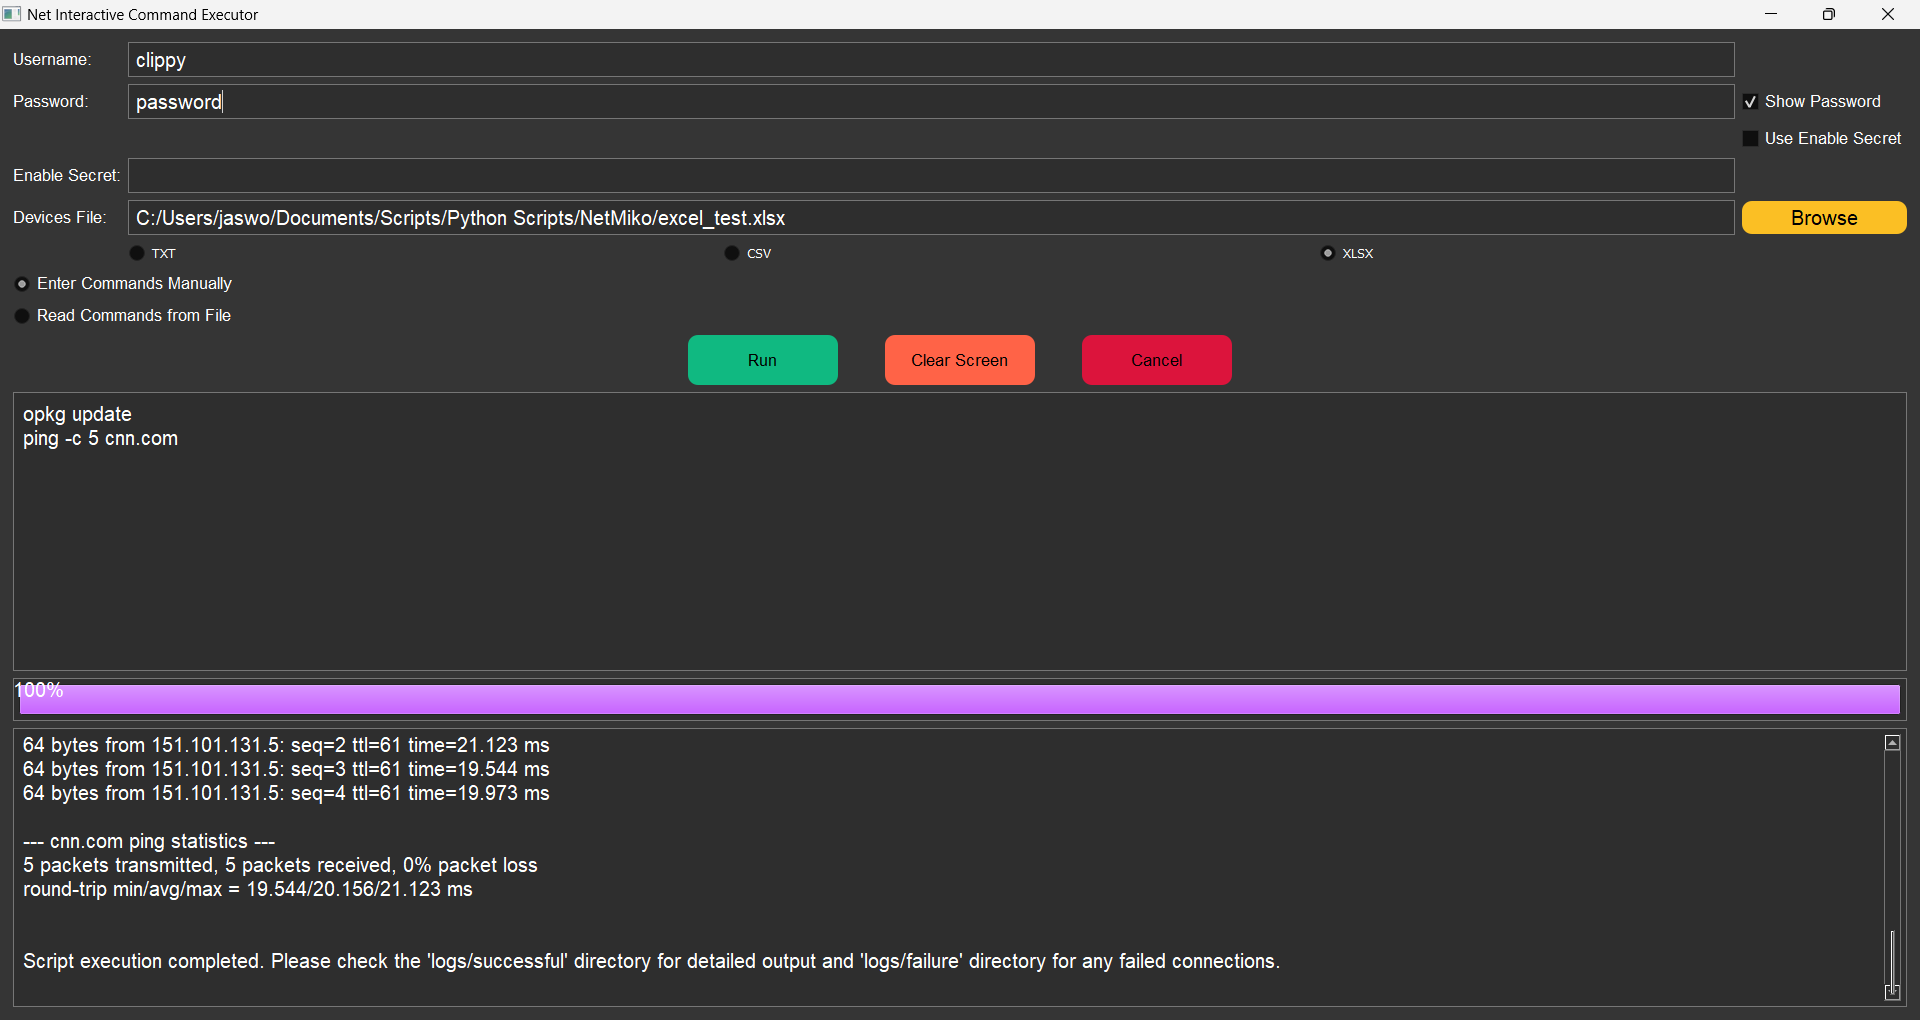 Net Interactive Command Executor
Username: clippy
Password: password Show Password
Use Enable Secret
Enable Secret:
Devices File: C:/Users/jaswo/Documents/Scripts/Python Scripts/NetMiko/excel_test.xlsx Browse
TXT CSV XLSX
Enter Commands Manually
Read Commands from File
Run Clear Screen Cancel
opkg update
ping -c 5 cnn.com
100%
64 bytes from 151.101.131.5: seq=2 ttl=61 time=21.123 ms
64 bytes from 151.101.131.5: seq=3 ttl=61 time=19.544 ms
64 bytes from 151.101.131.5: seq=4 ttl=61 time=19.973 ms
--- cnn.com ping statistics ---
5 packets transmitted, 5 packets received, 0% packet loss
round-trip min/avg/max = 19.544/20.156/21.123 ms
Script execution completed. Please check the 'logs/successful' directory for detailed output and 'logs/failure' directory for any failed connections.